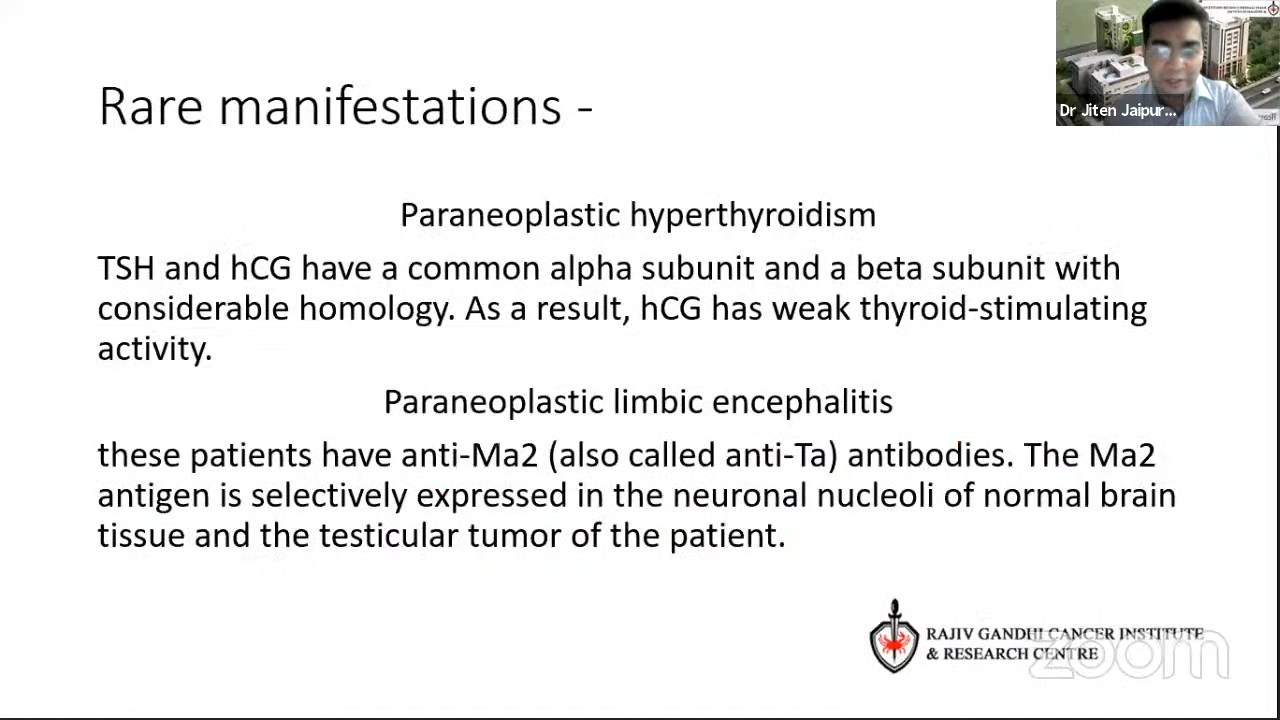 Rare manifestations -
Dr Jiten Jaipur...
Paraneoplastic hyperthyroidism
TSH and hCG have a common alpha subunit and a beta subunit with
considerable homology. As a result, hCG has weak thyroid-stimulating
activity.
Paraneoplastic limbic encephalitis
these patients have anti-Ma2 (also called anti-Ta) antibodies. The Ma2
antigen is selectively expressed in the neuronal nucleoli of normal brain
tissue and the testicular tumor of the patient.
RAJIV GANDHI CANCER INSTITUTE
& RESEARCH CENTRE
zoom